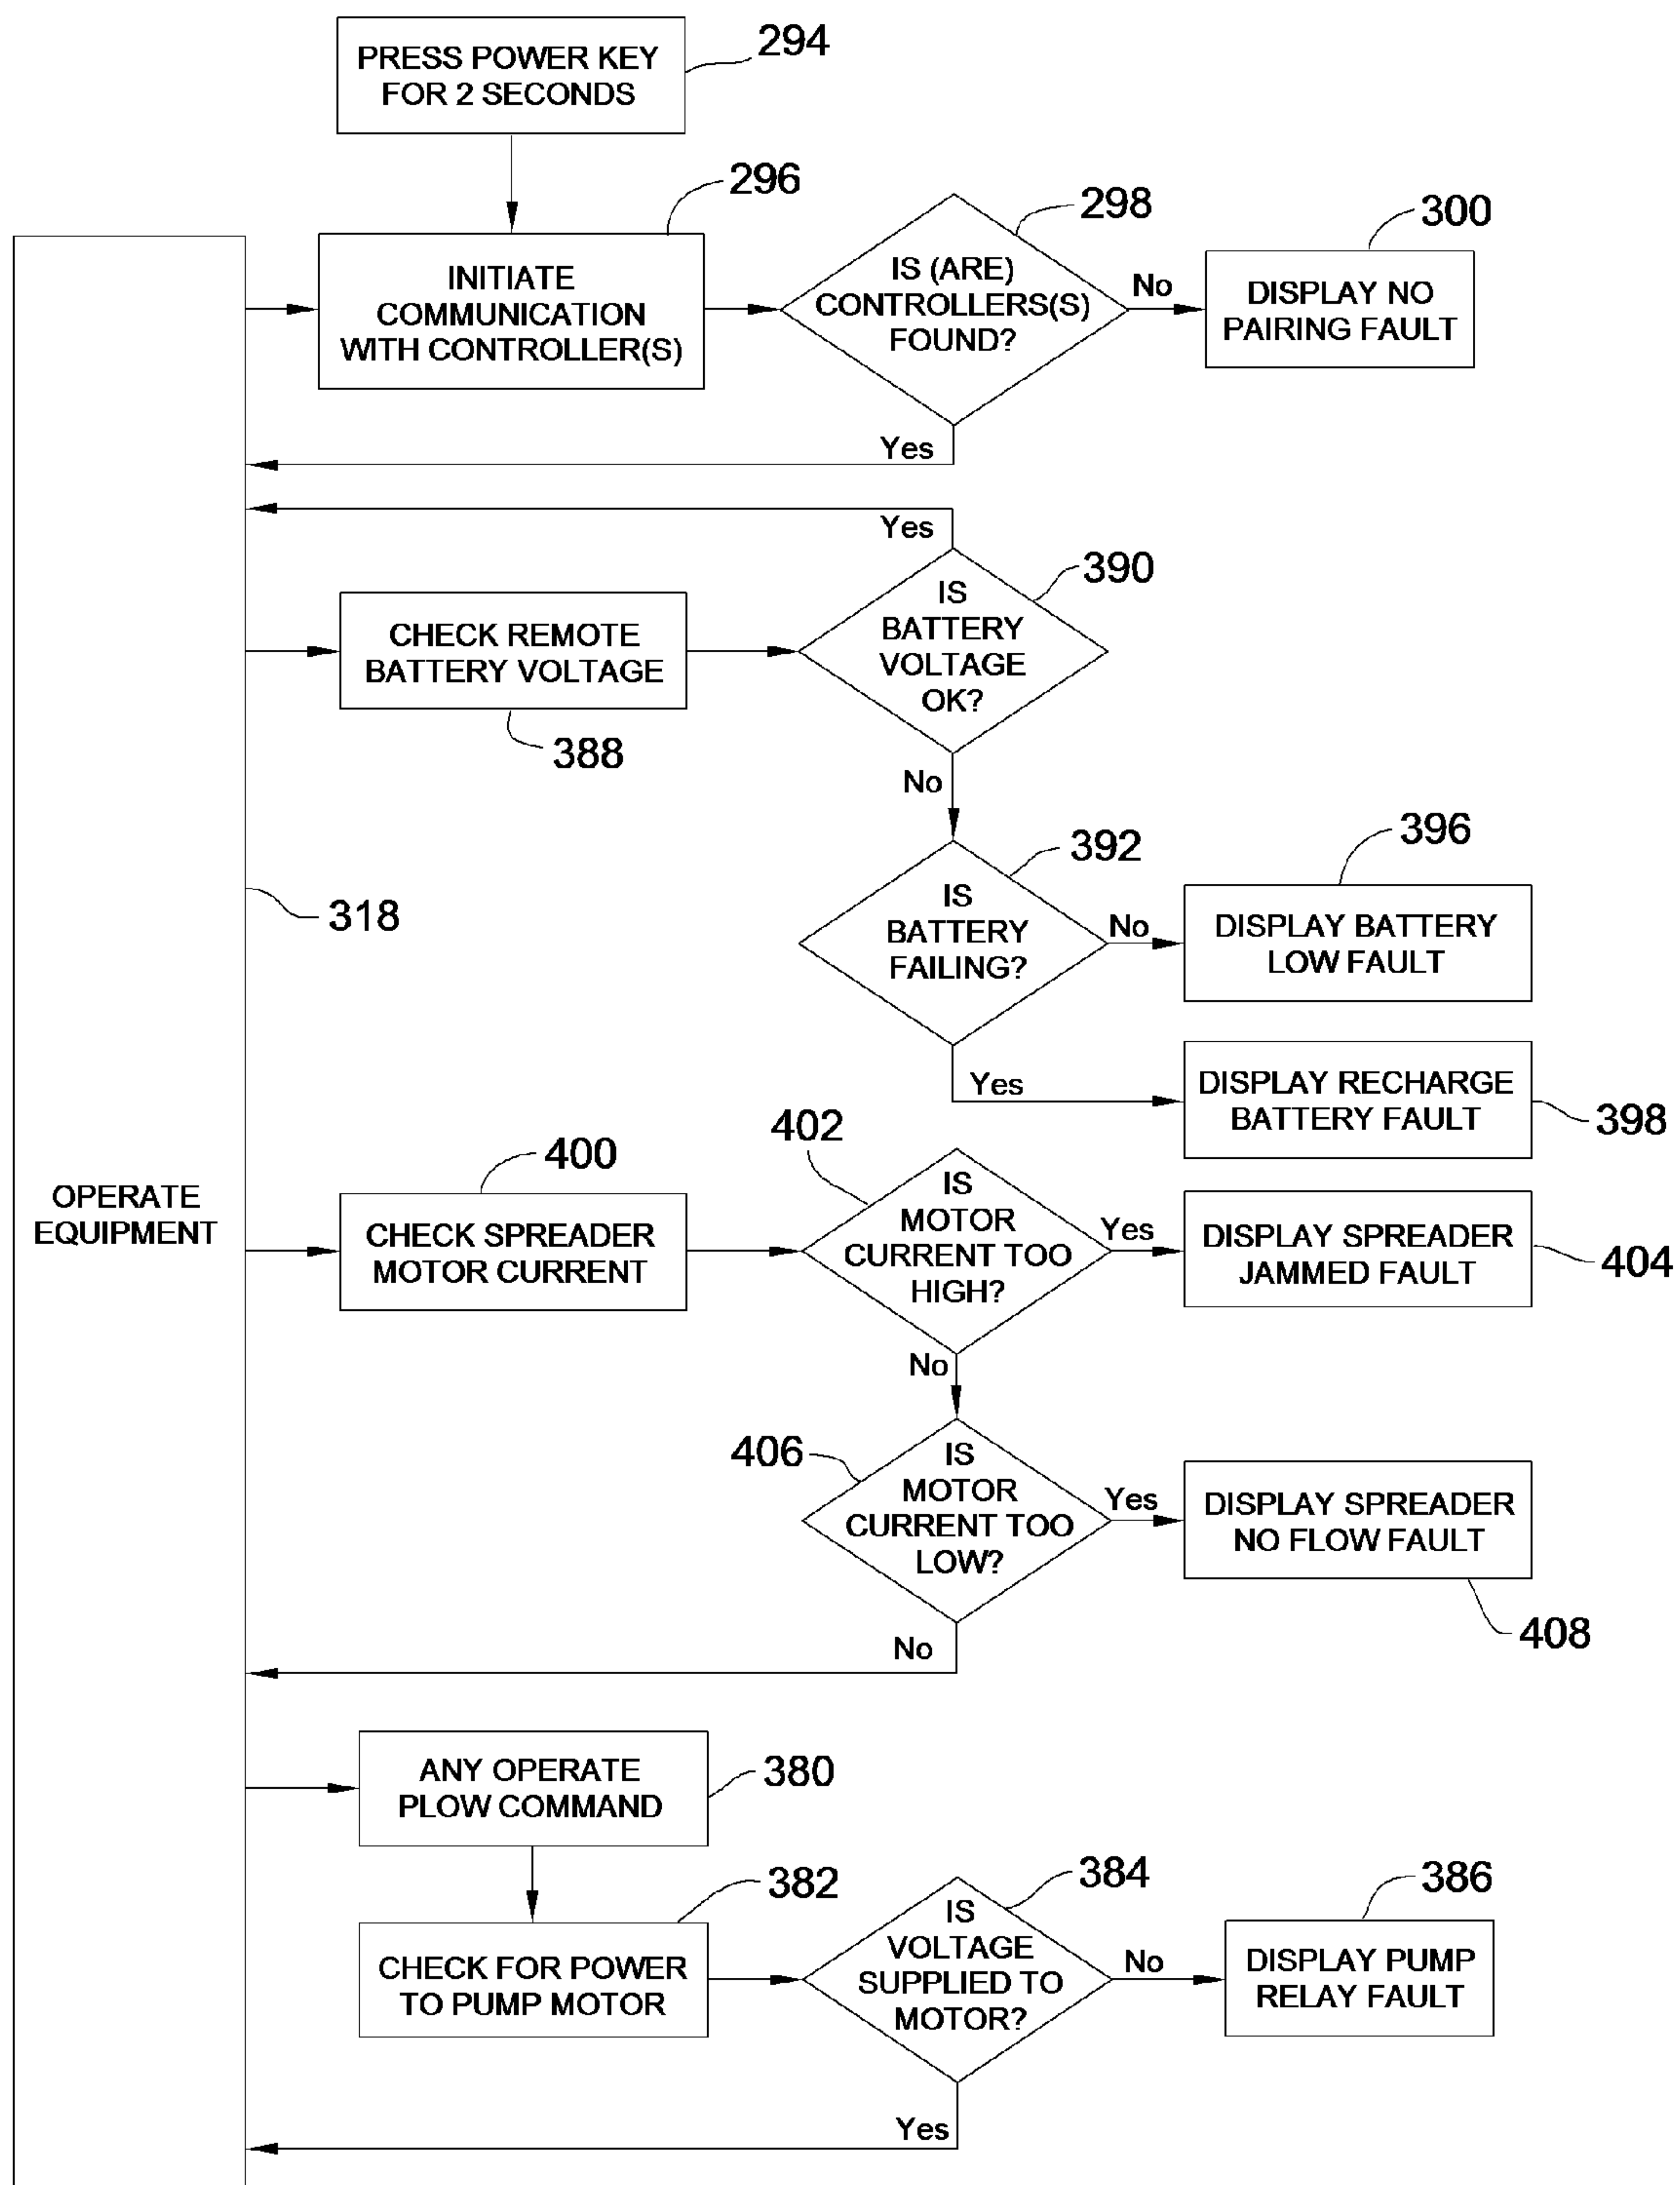 PRESS POWER KEY
FOR 2 SECONDS
294
INITIATE
COMMUNICATION
WITH CONTROLLER(S)
296
IS (ARE)
CONTROLLERS(S)
FOUND?
298
No
DISPLAY NO
PAIRING FAULT
300
Yes
Yes
CHECK REMOTE
BATTERY VOLTAGE
388
IS
BATTERY
VOLTAGE
OK?
390
No
IS
BATTERY
FAILING?
392
No
DISPLAY BATTERY
LOW FAULT
396
318
Yes
DISPLAY RECHARGE
BATTERY FAULT
398
OPERATE
EQUIPMENT
CHECK SPREADER
MOTOR CURRENT
400
IS
MOTOR
CURRENT TOO
HIGH?
402
Yes
DISPLAY SPREADER
JAMMED FAULT
404
No
IS
MOTOR
CURRENT TOO
LOW?
406
Yes
DISPLAY SPREADER
NO FLOW FAULT
408
No
ANY OPERATE
PLOW COMMAND
380
CHECK FOR POWER
TO PUMP MOTOR
382
IS
VOLTAGE
SUPPLIED TO
MOTOR?
384
No
DISPLAY PUMP
RELAY FAULT
386
Yes